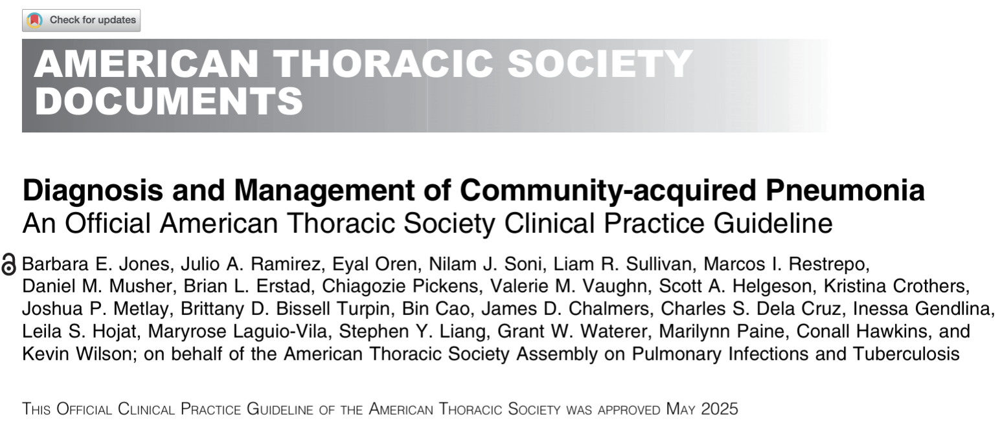 Check for updates
AMERICAN THORACIC SOCIETY
DOCUMENTS
Diagnosis and Management of Community-acquired Pneumonia
An Official American Thoracic Society Clinical Practice Guideline
Barbara E. Jones, Julio A. Ramirez, Eyal Oren, Nilam J. Soni, Liam R. Sullivan, Marcos I. Restrepo,
Daniel M. Musher, Brian L. Erstad, Chiagozie Pickens, Valerie M. Vaughn, Scott A. Helgeson, Kristina Crothers,
Joshua P. Metlay, Brittany D. Bissell Turpin, Bin Cao, James D. Chalmers, Charles S. Dela Cruz, Inessa Gendlina,
Leila S. Hojat, Maryrose Laguio-Vila, Stephen Y. Liang, Grant W. Waterer, Marilynn Paine, Conall Hawkins, and
Kevin Wilson; on behalf of the American Thoracic Society Assembly on Pulmonary Infections and Tuberculosis
This Official Clinical Practice Guideline of the American Thoracic Society was approved May 2025